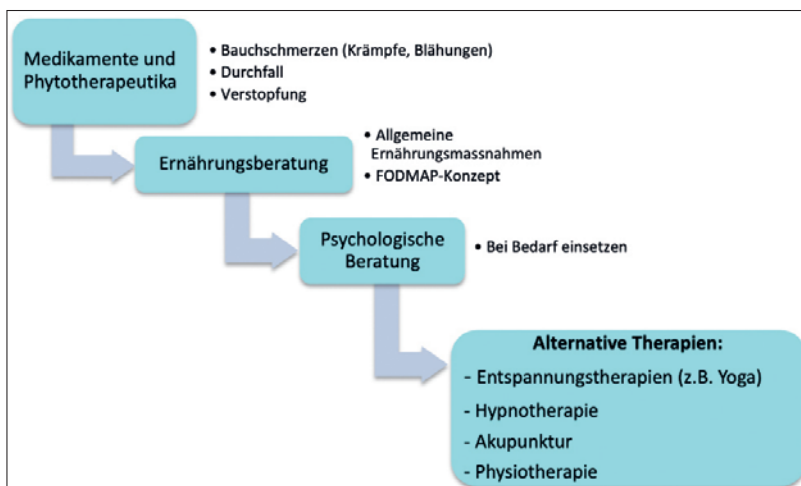 Medikamente und
Phytotherapeutika
• Bauchschmerzen (Krämpfe, Blähungen)
• Durchfall
• Verstopfung
Ernährungsberatung
• Allgemeine
Ernährungsmassnahmen
• FODMAP-Konzept
Psychologische
Beratung
• Bei Bedarf einsetzen
Alternative Therapien:
- Entspannungstherapien (z.B. Yoga)
- Hypnotherapie
- Akupunktur
- Physiotherapie